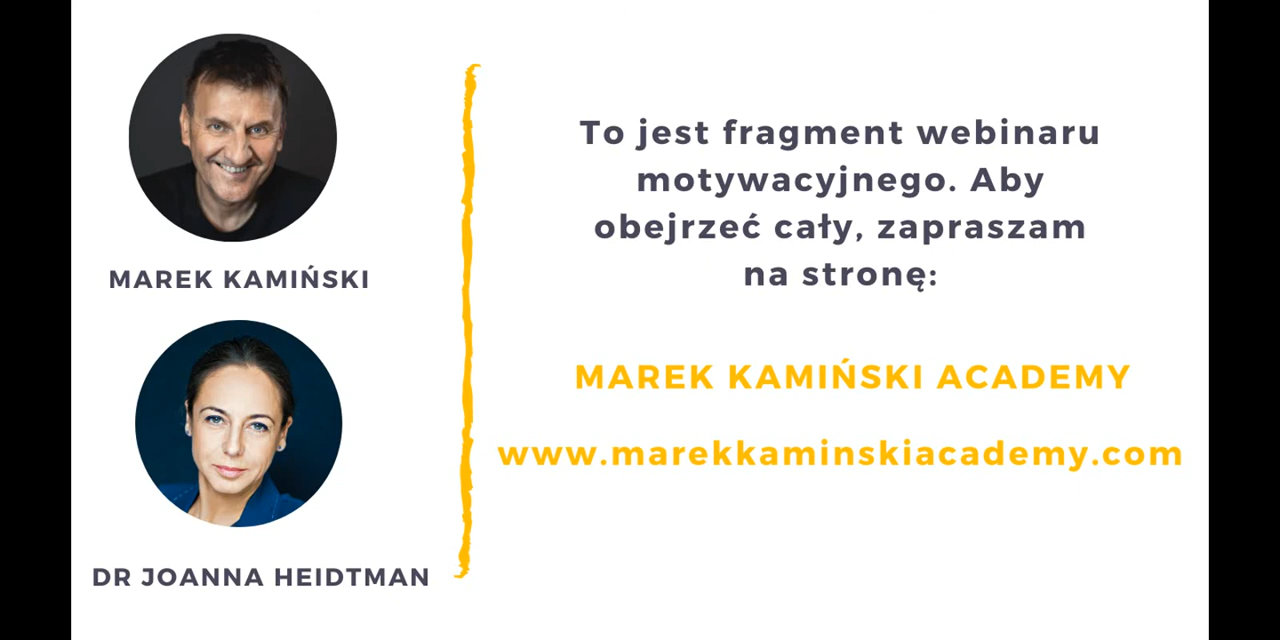 MAREK KAMIŃSKI
DR JOANNA HEIDTMAN
To jest fragment webinaru
motywacyjnego. Aby
obejrzeć cały, zapraszam
na stronę:
MAREK KAMIŃSKI ACADEMY
www.marekkaminskiacademy.com